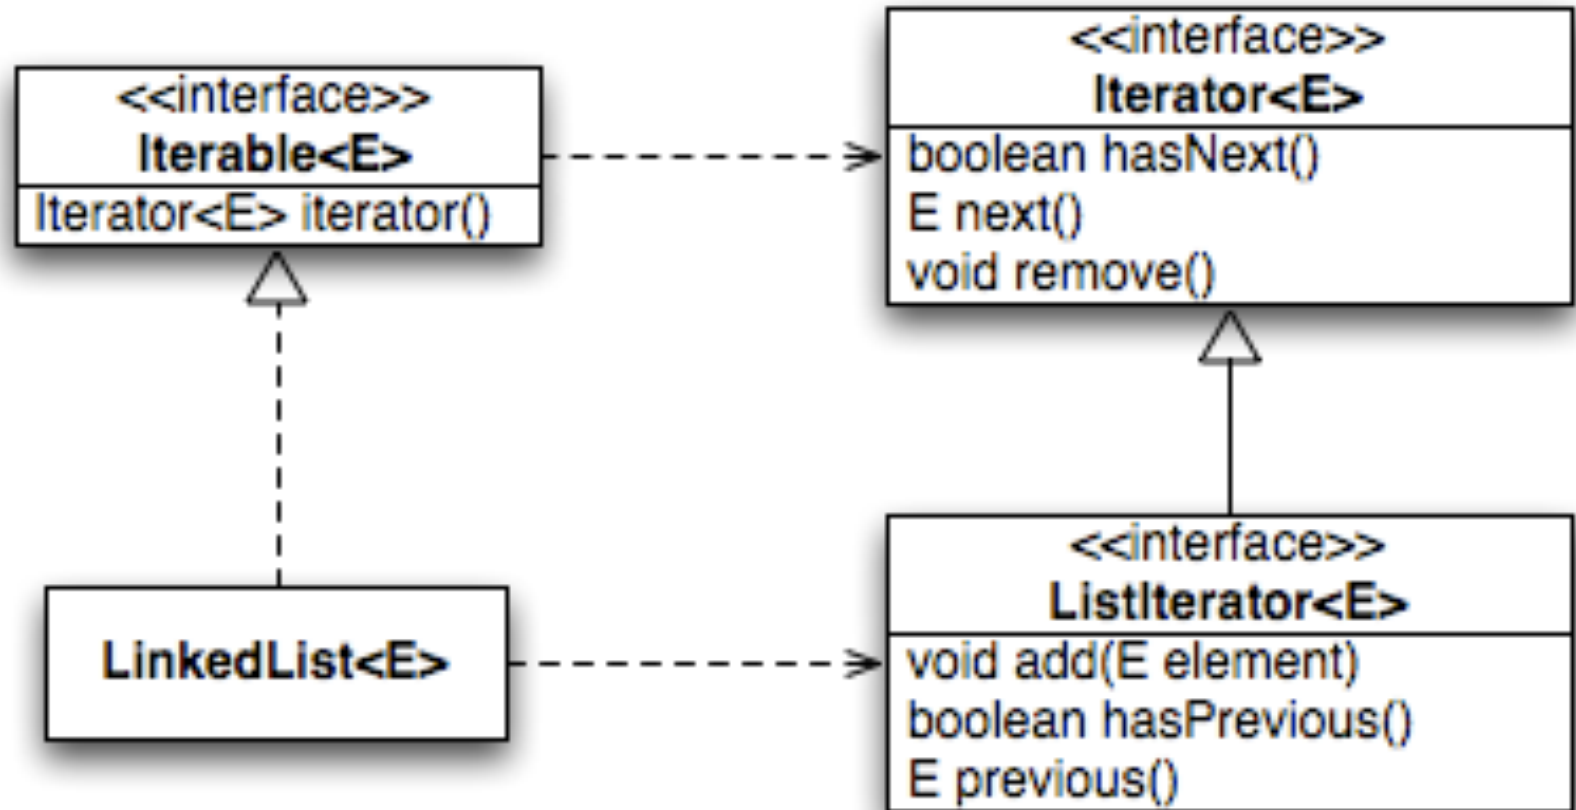 <<interface>>
Iterable<E>
Iterator<E> iterator()
<<interface>>
Iterator<E>
boolean hasNext()
E next()
void remove()
LinkedList<E>
<<interface>>
ListIterator<E>
void add(E element)
boolean hasPrevious()
E previous()